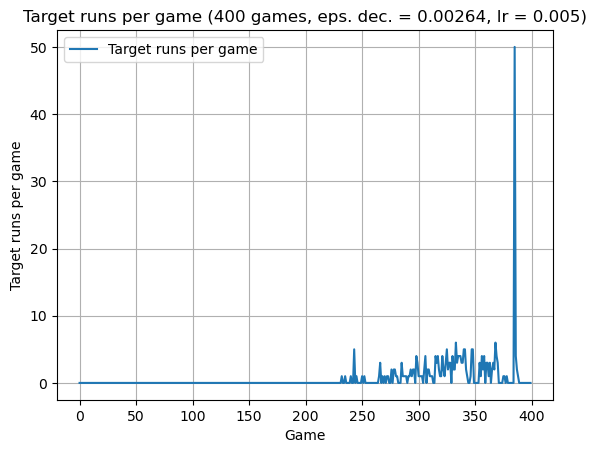 Target runs per game (400 games, eps. dec. = 0.00264, lr = 0.005)
Target runs per game
50
40
30
20
10
0
Target runs per game
0 50 100 150 200 250 300 350 400
Game